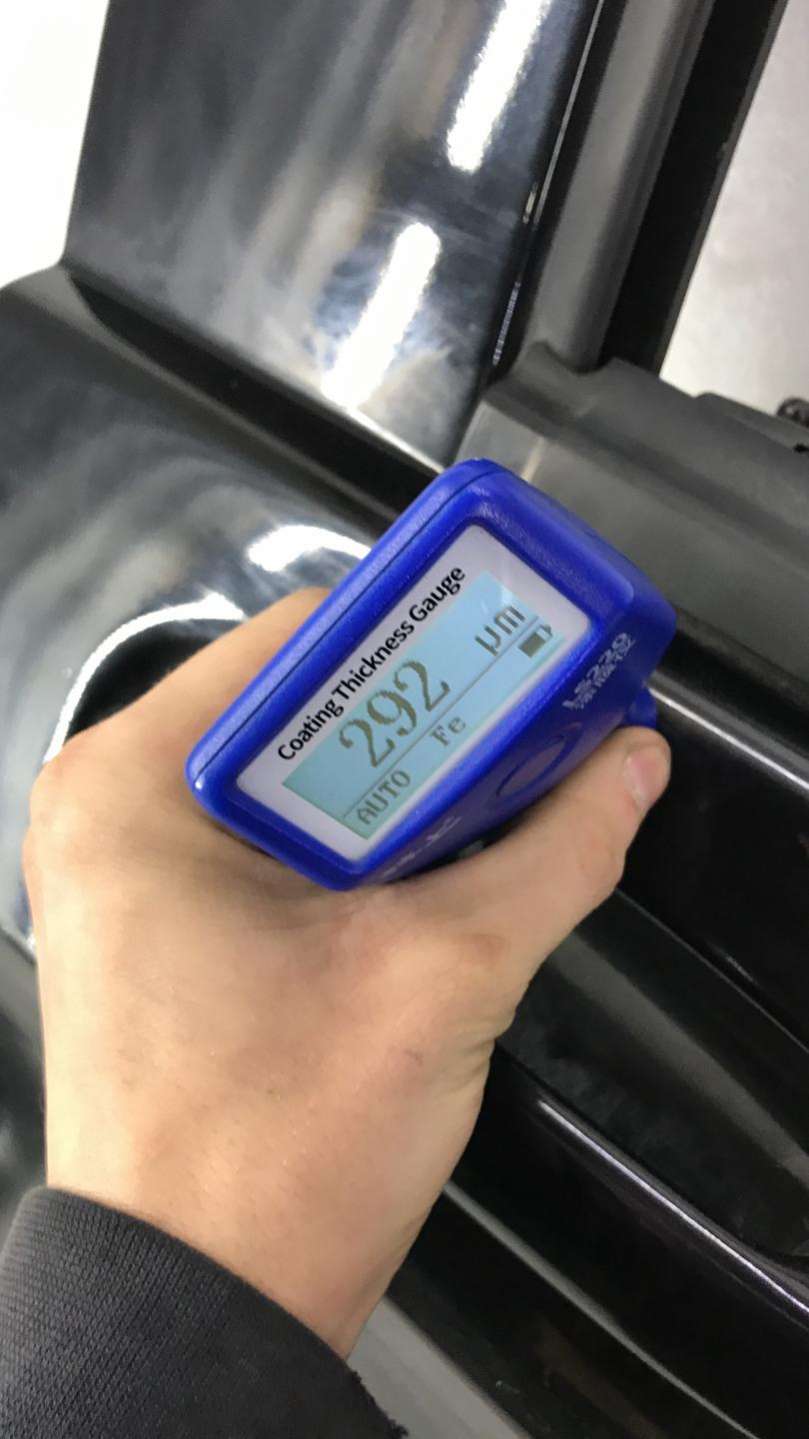 Coating Thickness Gauge
292 µm
AUTO Fe